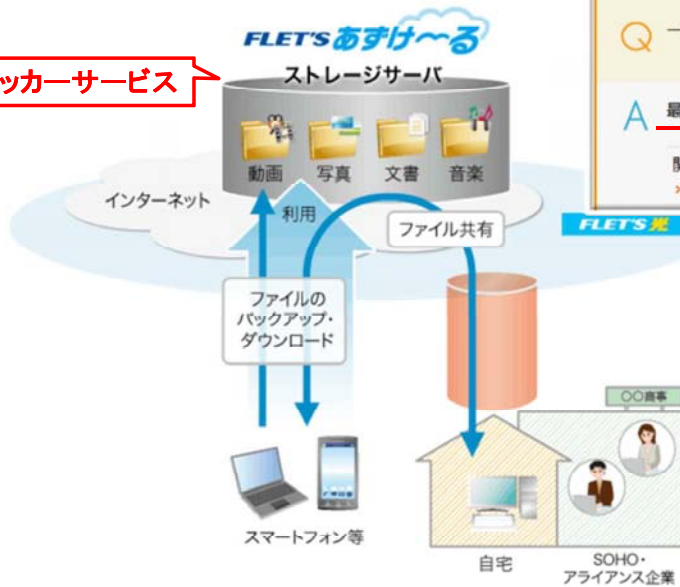 FLET'S あずけ〜る
ッカーサービス
ストレージサーバ
動画
写真
文書
音楽
インターネット
利用
ファイル共有
ファイルの
バックアップ・
ダウンロード
スマートフォン等
自宅
〇〇商事
SOHO・
アライアンス企業
Q
A 最
FLET'S 光